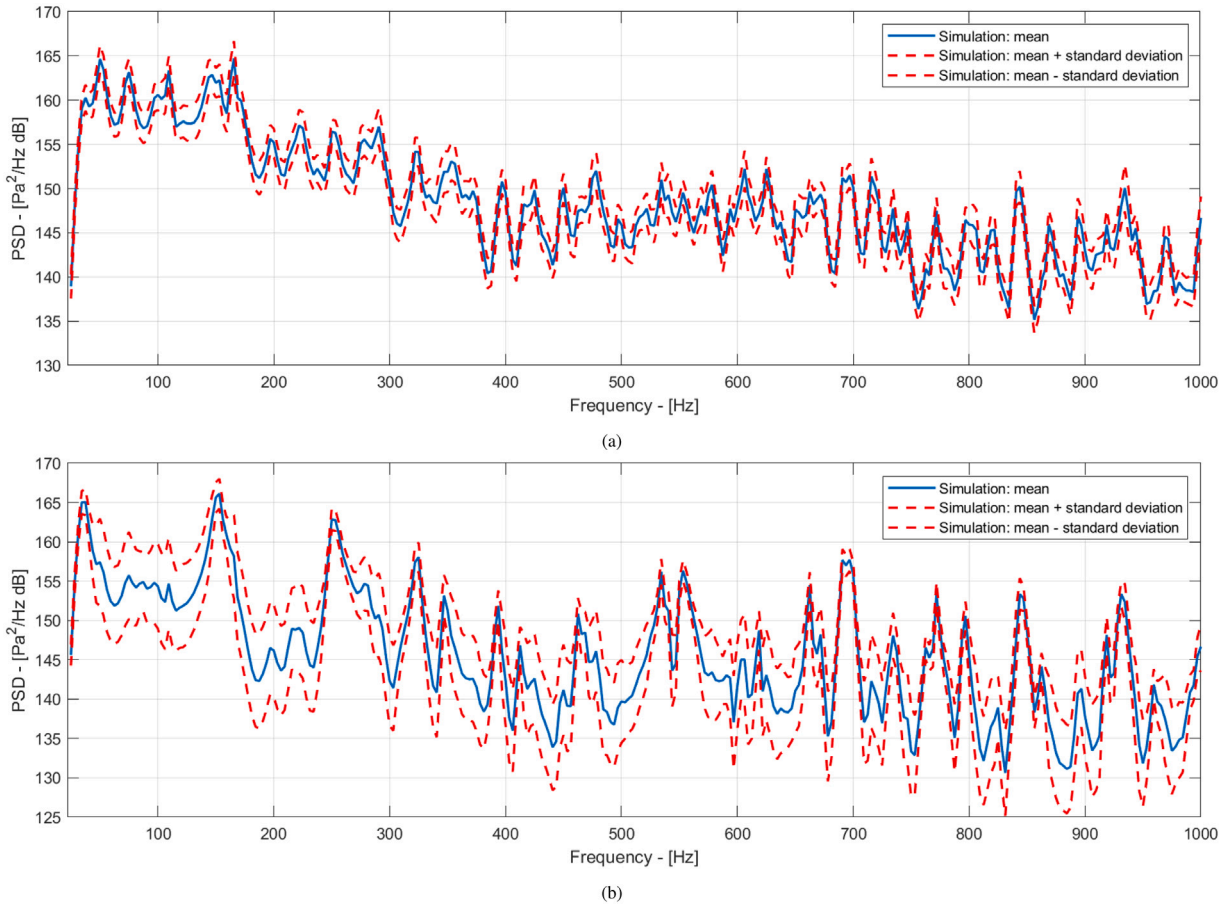 170
165
160
155
150
145
140
135
130
PSD - [Pa²/Hz dB]
Simulation: mean
Simulation: mean + standard deviation
Simulation: mean - standard deviation
100 200 300 400 500 600 700 800 900 1000
Frequency - [Hz]
(a)
170
165
160
155
150
145
140
135
130
125
PSD - [Pa²/Hz dB]
Simulation: mean
Simulation: mean + standard deviation
Simulation: mean - standard deviation
100 200 300 400 500 600 700 800 900 1000
Frequency - [Hz]
(b)